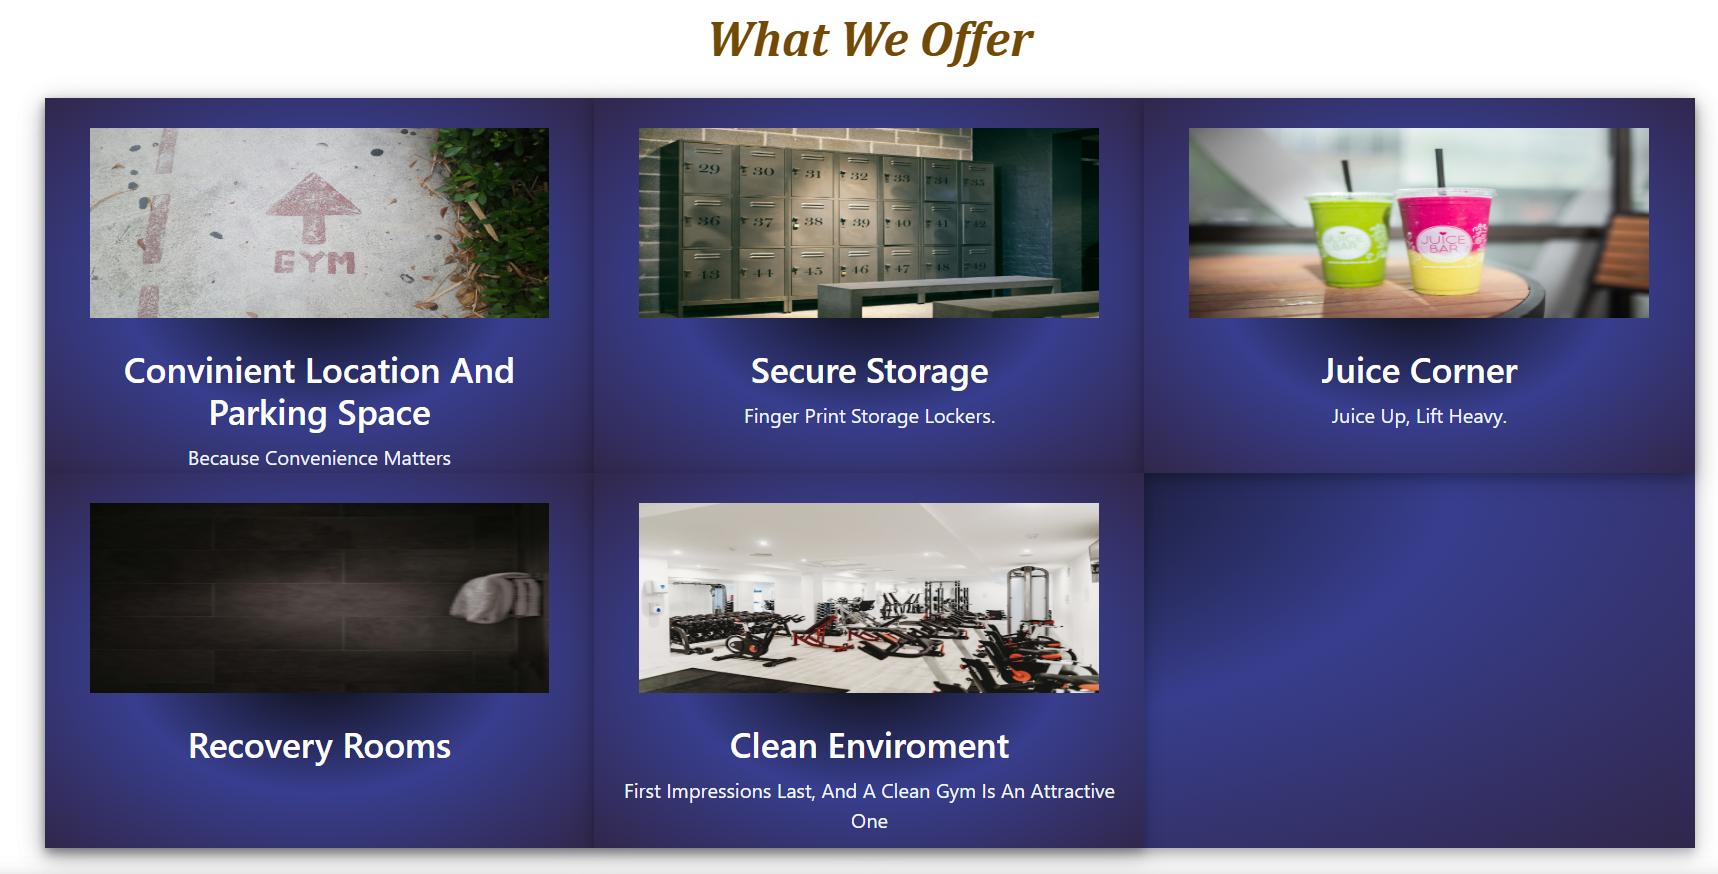 What We Offer
GYM
29 30 31 32 33 34 35
36 37 38 39 40 41 42
43 44 45 46 47 48 49
JUICE BAR
JUICE BAR
Convinient Location And
Parking Space
Because Convenience Matters
Secure Storage
Finger Print Storage Lockers.
Juice Corner
Juice Up, Lift Heavy.
Recovery Rooms
Clean Enviroment
First Impressions Last, And A Clean Gym Is An Attractive
One